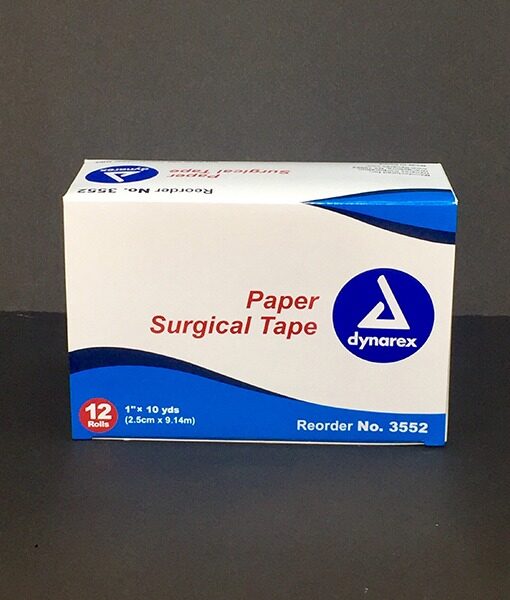 dynarex
Paper
Surgical Tape
Reorder No. 3552
Paper
Surgical Tape
dynarex
12
Rolls
1"x 10 yds
(2.5cm x 9.14m)
Reorder No. 3552